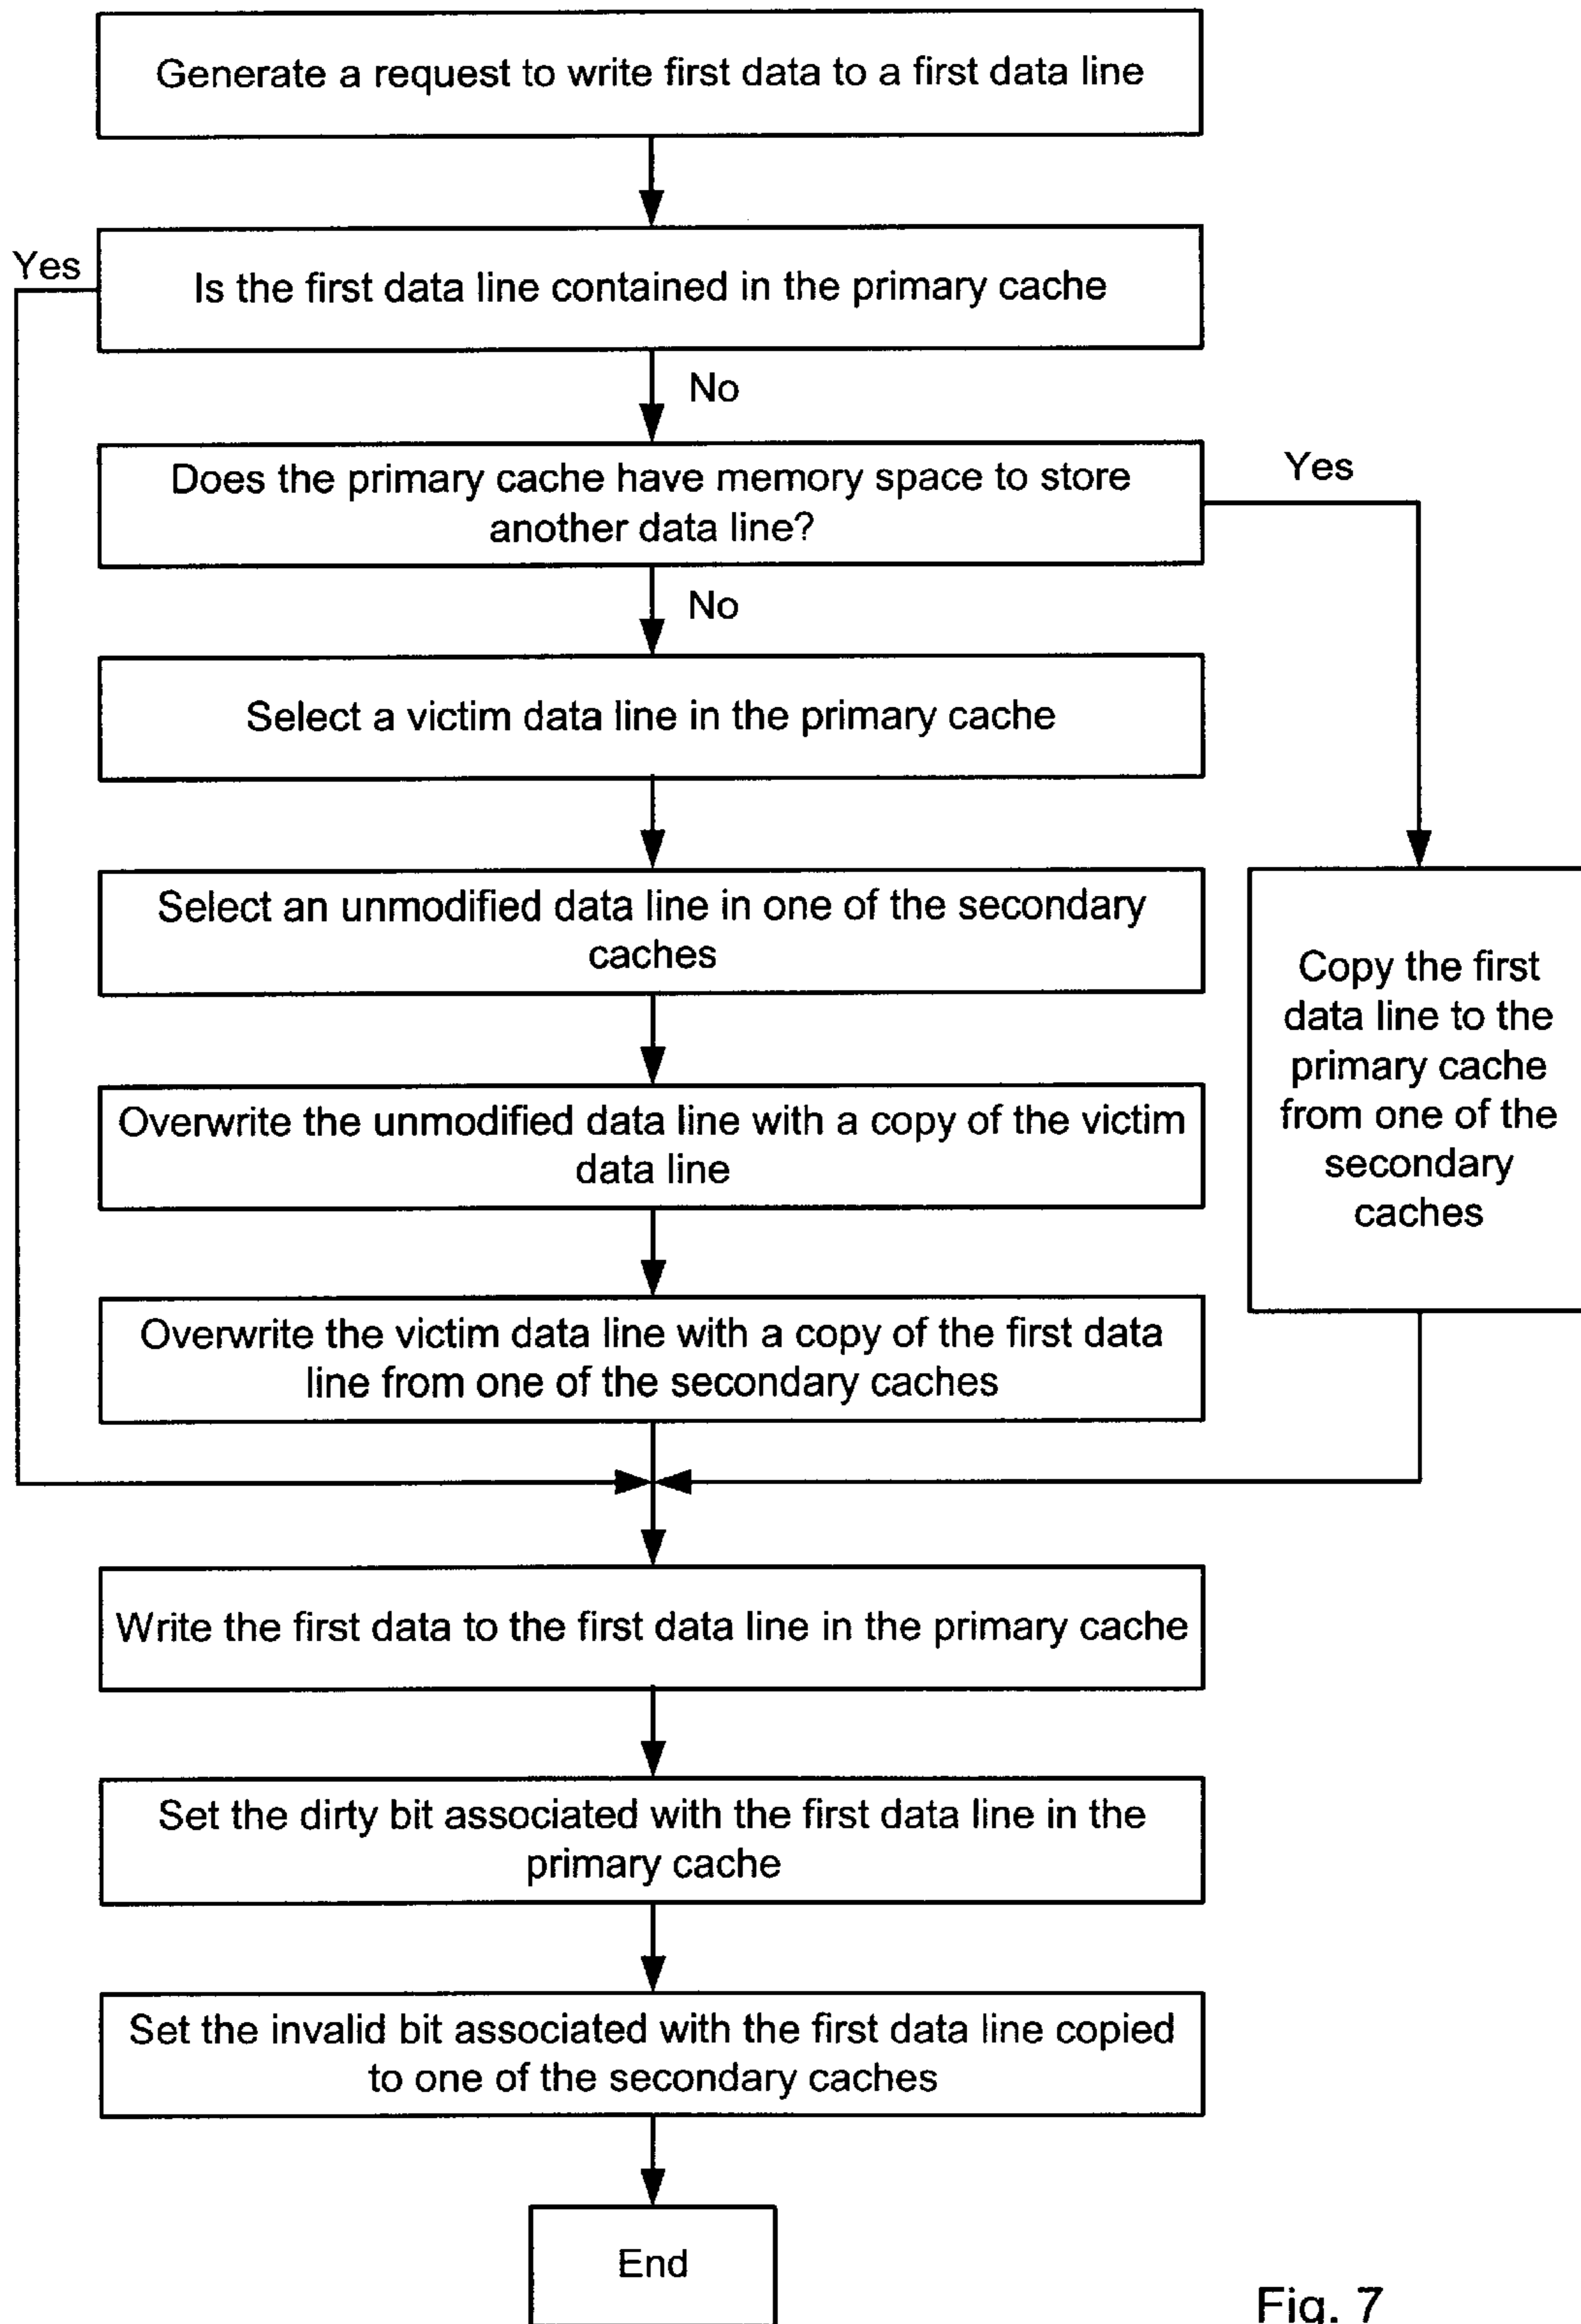 Generate a request to write first data to a first data line
Yes
Is the first data line contained in the primary cache
No
Does the primary cache have memory space to store
another data line?
Yes
No
Select a victim data line in the primary cache
Select an unmodified data line in one of the secondary
caches
Copy the first
data line to the
primary cache
from one of the
secondary
caches
Overwrite the unmodified data line with a copy of the victim
data line
Overwrite the victim data line with a copy of the first data
line from one of the secondary caches
Write the first data to the first data line in the primary cache
Set the dirty bit associated with the first data line in the
primary cache
Set the invalid bit associated with the first data line copied
to one of the secondary caches
End
Fig. 7